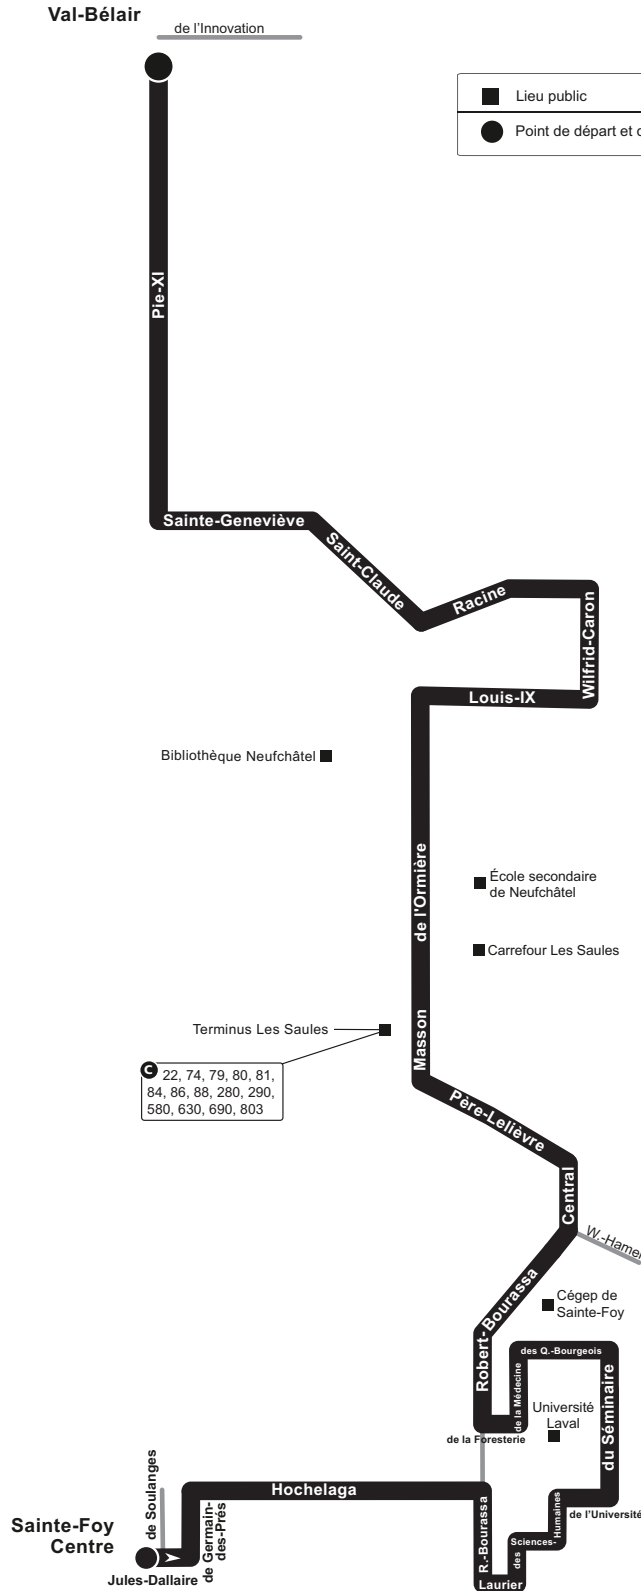 Val-Bélair
de l'Innovation
Lieu public
Point de départ et
Pie-XI
Sainte-Geneviève
Saint-Claude
Racine
Wilfrid-Caron
Louis-IX
Bibliothèque Neufchâtel
de l'Ormière
École secondaire
de Neufchâtel
Carrefour Les Saules
Terminus Les Saules
Masson
C 22, 74, 79, 80, 81,
84, 86, 88, 280, 290,
580, 630, 690, 803
Père-Lelièvre
Central
W.-Hamel
Robert-Bourassa
Cégep de
Sainte-Foy
des Q.-Bourgeois
de la Médecine
Université
Laval
du Séminaire
de la Foresterie
de Soulanges
Hochelaga
de Germain-
des-Prés
R.-Bourassa
des
Sciences-
Humaines
de l'Université
Sainte-Foy
Centre
Jules-Dallaire
Laurier